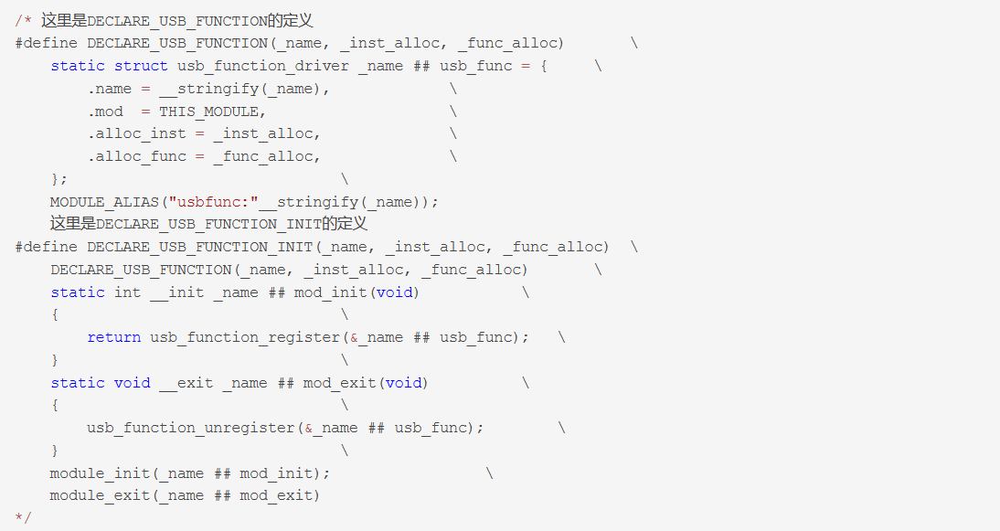 /* 这里是DECLARE_USB_FUNCTION的定义
#define DECLARE_USB_FUNCTION(_name, _inst_alloc, _func_alloc)        \
    static struct usb_function_driver _name ## usb_func = {     \
        .name = __stringify(_name),              \
        .mod  = THIS_MODULE,                     \
        .alloc_inst = _inst_alloc,               \
        .alloc_func = _func_alloc,               \
    };                               \
    MODULE_ALIAS("usbfunc:"__stringify(_name));
    这里是DECLARE_USB_FUNCTION_INIT的定义
#define DECLARE_USB_FUNCTION_INIT(_name, _inst_alloc, _func_alloc)   \
    DECLARE_USB_FUNCTION(_name, _inst_alloc, _func_alloc)        \
    static int __init _name ## mod_init(void)            \
    {                                \
        return usb_function_register(&_name ## usb_func);    \
    }                                \
    static void __exit _name ## mod_exit(void)           \
    {                                \
        usb_function_unregister(&_name ## usb_func);         \
    }                                \
    module_init(_name ## mod_init);                  \
    module_exit(_name ## mod_exit)
*/